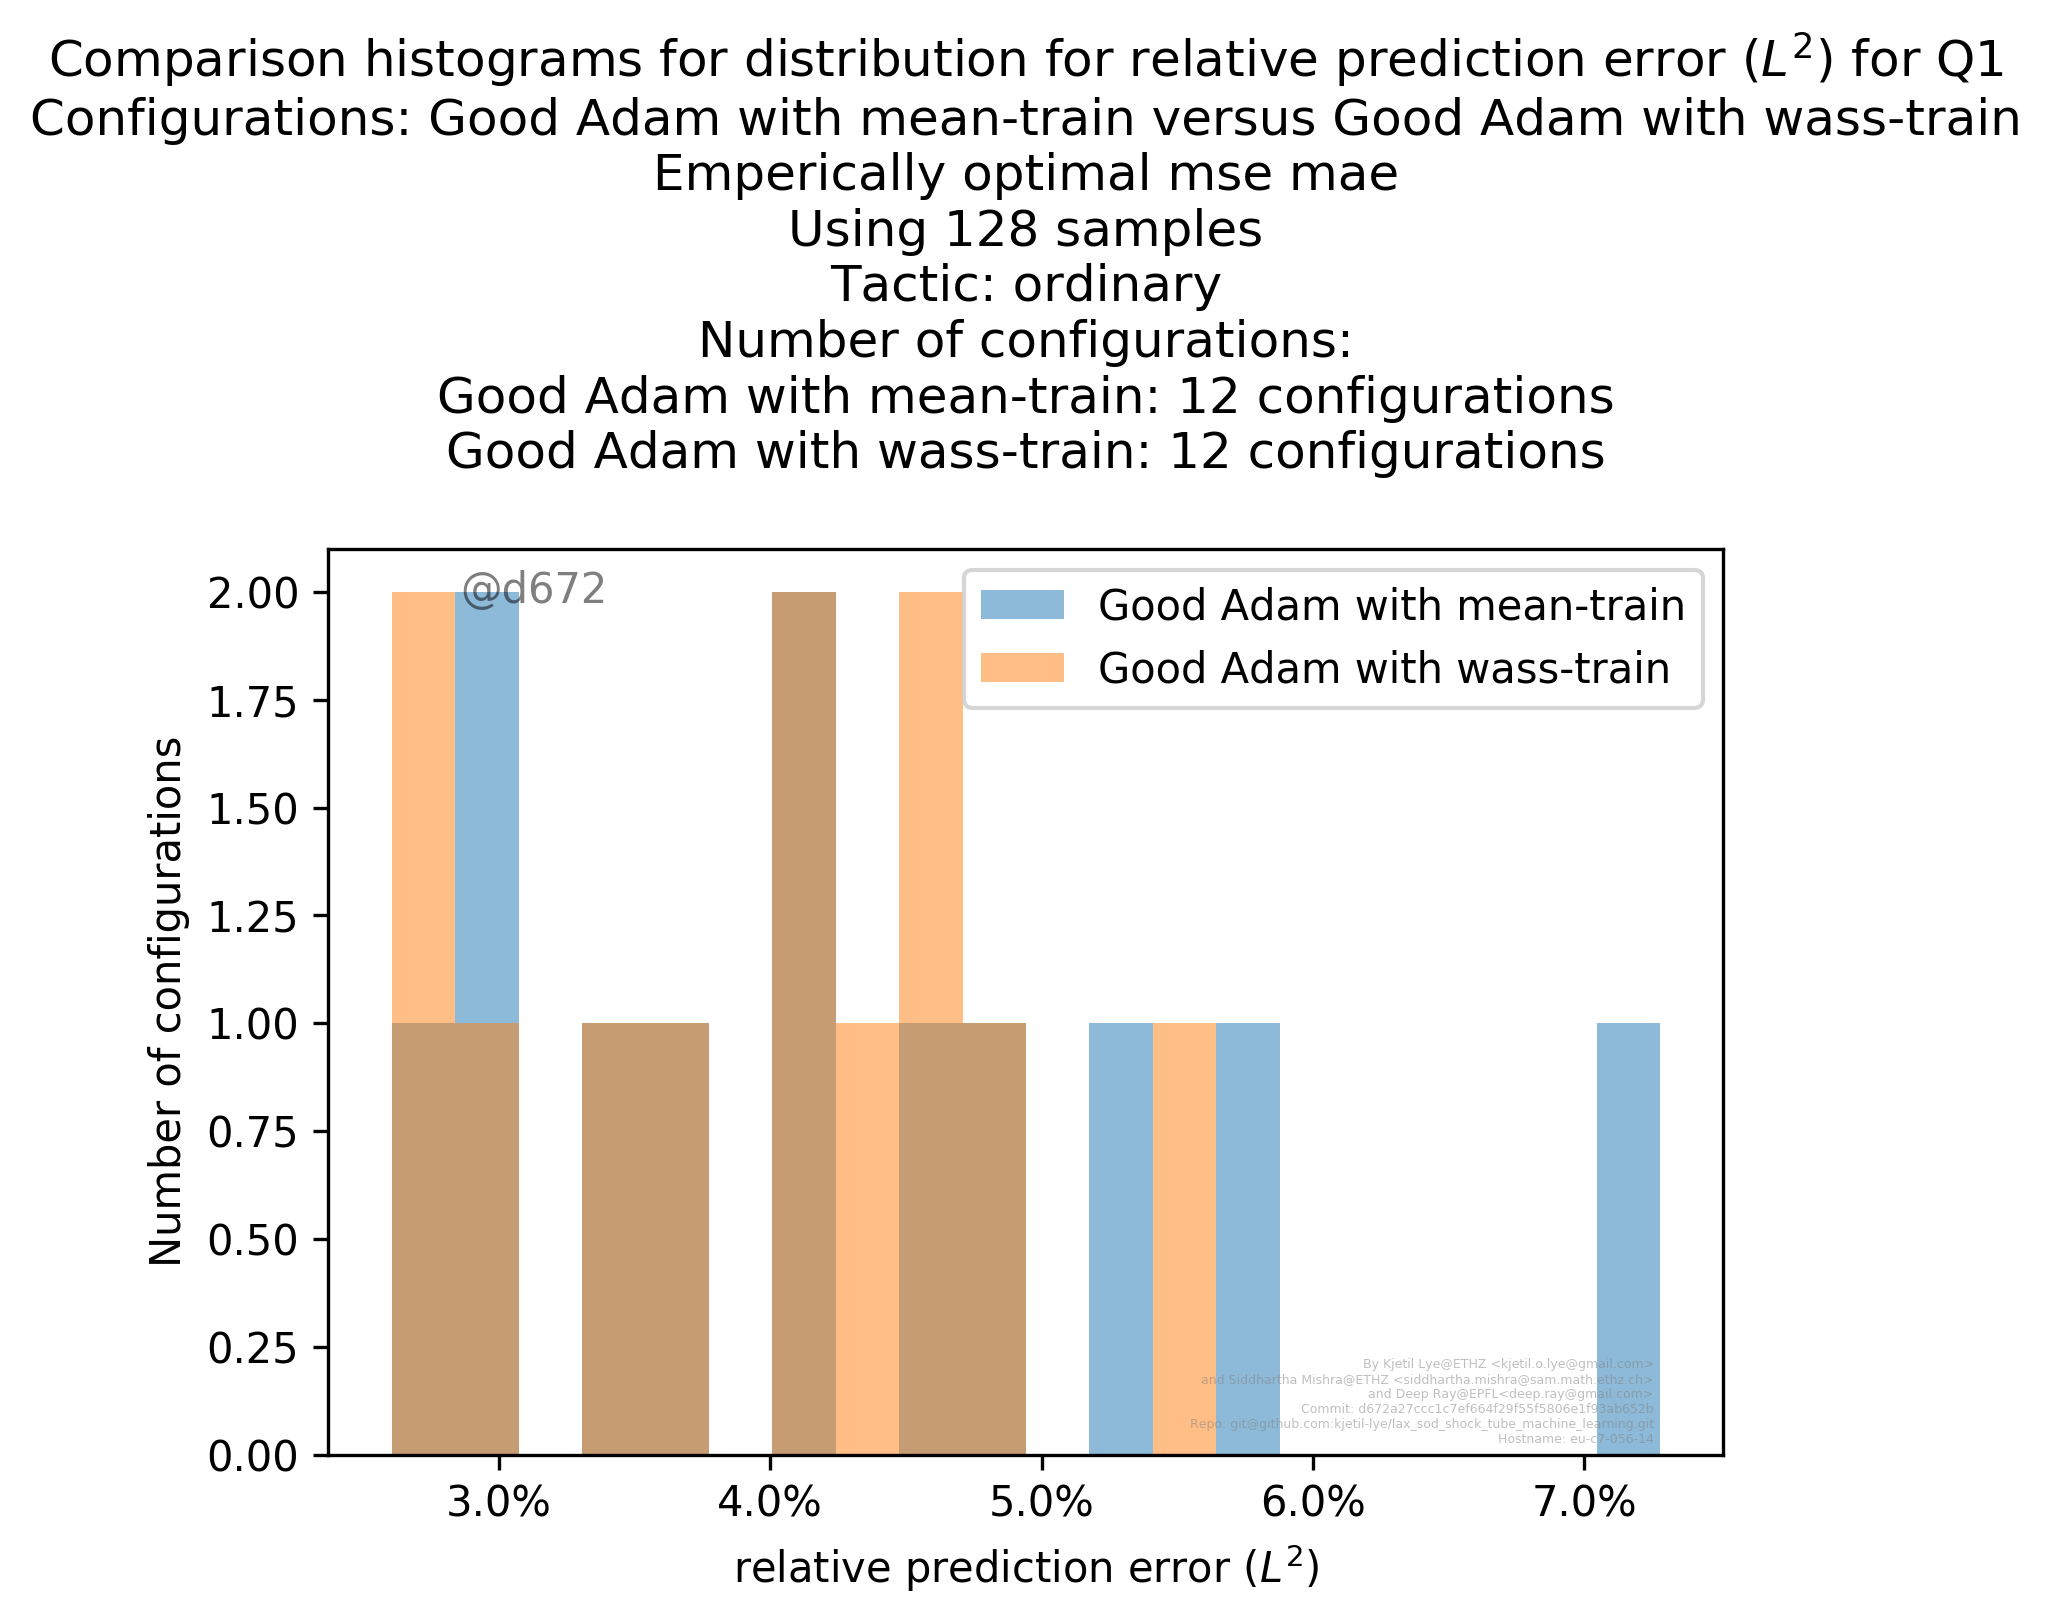 Comparison histograms for distribution for relative prediction error (L²) for Q1
Configurations: Good Adam with mean-train versus Good Adam with wass-train
Emperically optimal mse mae
Using 128 samples
Tactic: ordinary
Number of configurations:
Good Adam with mean-train: 12 configurations
Good Adam with wass-train: 12 configurations
@d672
Good Adam with mean-train
Good Adam with wass-train
2.00
1.75
1.50
1.25
1.00
0.75
0.50
0.25
0.00
Number of configurations
By Kjetil Lye@ETHZ <kjetil.o.lye@gmail.com>
and Siddhartha Mishra@ETHZ <siddhartha.mishra@sam.math.ethz.ch>
and Deep Ray@EPFL<deep.ray@gmail.com>
Commit: d672a27ccc1c7ef664f29f55f5806e1f93ab652b
Repo: git@github.com:kjetil-lye/lax_sod_shock_tube_machine_learning.git
Hostname: eu-c7-056-14
3.0% 4.0% 5.0% 6.0% 7.0%
relative prediction error (L²)